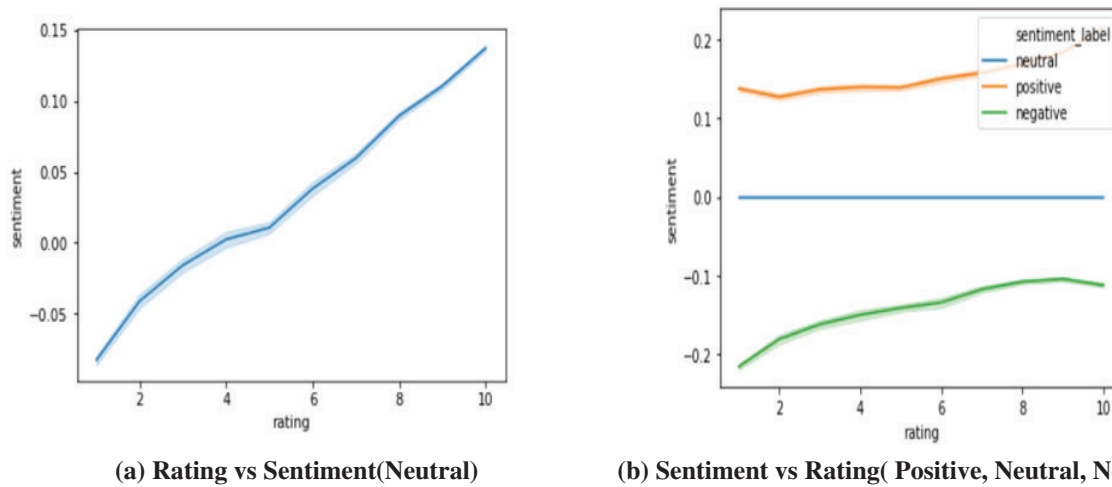 0.15
0.10
0.05
0.00
−0.05
sentiment
2 4 6 8 10
rating
(a) Rating vs Sentiment(Neutral)
0.2
0.1
0.0
−0.1
−0.2
sentiment
sentiment_label
neutral
positive
negative
2 4 6 8 10
rating
(b) Sentiment vs Rating( Positive, Neutral, N